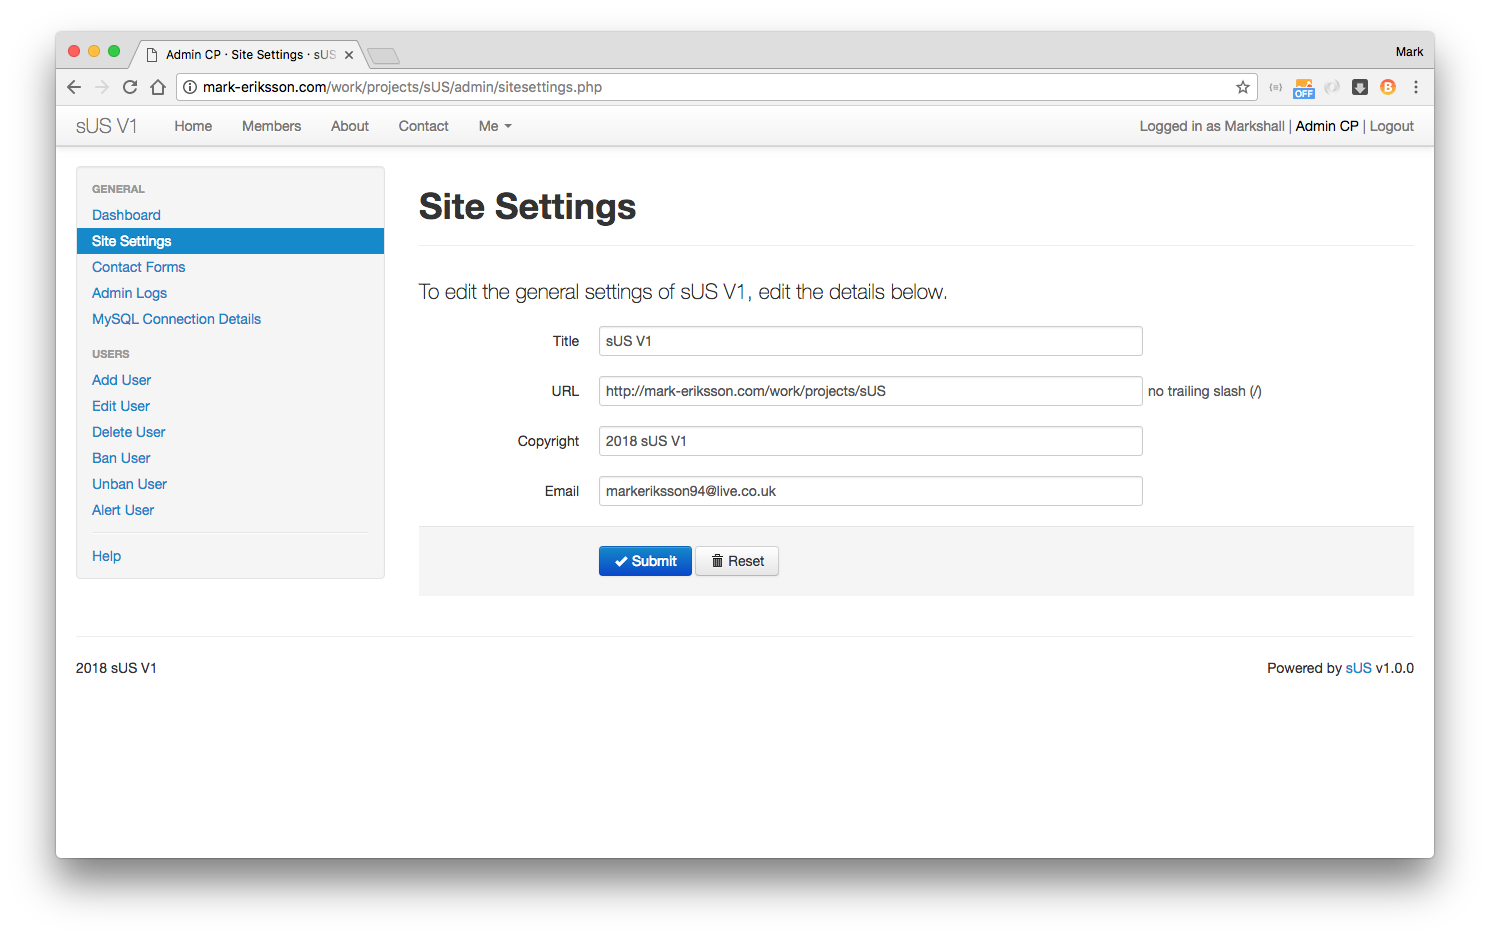 Admin CP · Site Settings · sUS
Mark
mark-eriksson.com/work/projects/sUS/admin/sitesettings.php
OFF
B
sUS V1 Home Members About Contact Me
Logged in as Markshall | Admin CP | Logout
GENERAL
Dashboard
Site Settings
Contact Forms
Admin Logs
MySQL Connection Details
USERS
Add User
Edit User
Delete User
Ban User
Unban User
Alert User
Help
Site Settings
To edit the general settings of sUS V1, edit the details below.
Title sUS V1
URL http://mark-eriksson.com/work/projects/sUS no trailing slash (/)
Copyright 2018 sUS V1
Email markeriksson94@live.co.uk
Submit Reset
2018 sUS V1
Powered by sUS v1.0.0